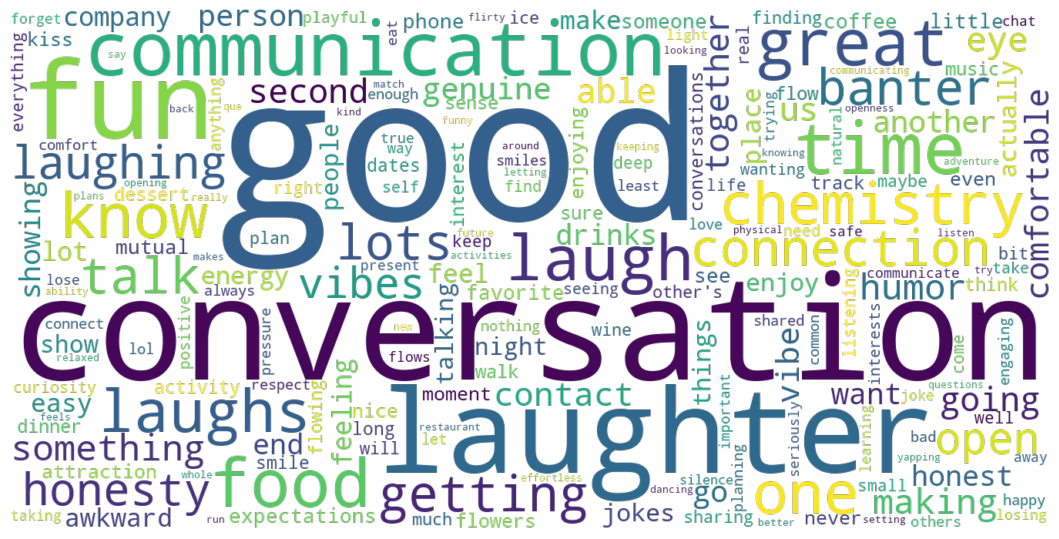 forget company person playful phone flirty ice make someone finding coffee little chat
kiss communication eat light great eye
everything say looking real communicating music
fun second match genuine able together banter actually
back que enough sense conversations flow openness us another
anything kind funny place trying natural time
comfort good true way around keeping smiles enjoying deep knowing adventure comfortable
laughing people dates letting interest wanting
opening dessert right self find least life track maybe even
showing plans really know lots sure love chemistry
lot mutual plan keep drinks laugh physical need safe listen
makes future activities connection bit
talk energy present feel see communicate try take
lose vibes favorite seeing other's enjoy humor think
ability always
conversation
connect positive pressure new nothing wine shared common listening interests engaging
show lol flows talking night things vibe come
relaxed walk
curiosity activity respect flowing moment contact want joke questions going
easy laughs feeling nice laughter important seriously learning well
dinner feels long let restaurant bad yapping open away
something end will
attraction smile silence planning honest
whole effortless small
honesty food getting dancing go one making happy
taking awkward run expectations much flowers jokes sharing better never setting others losing